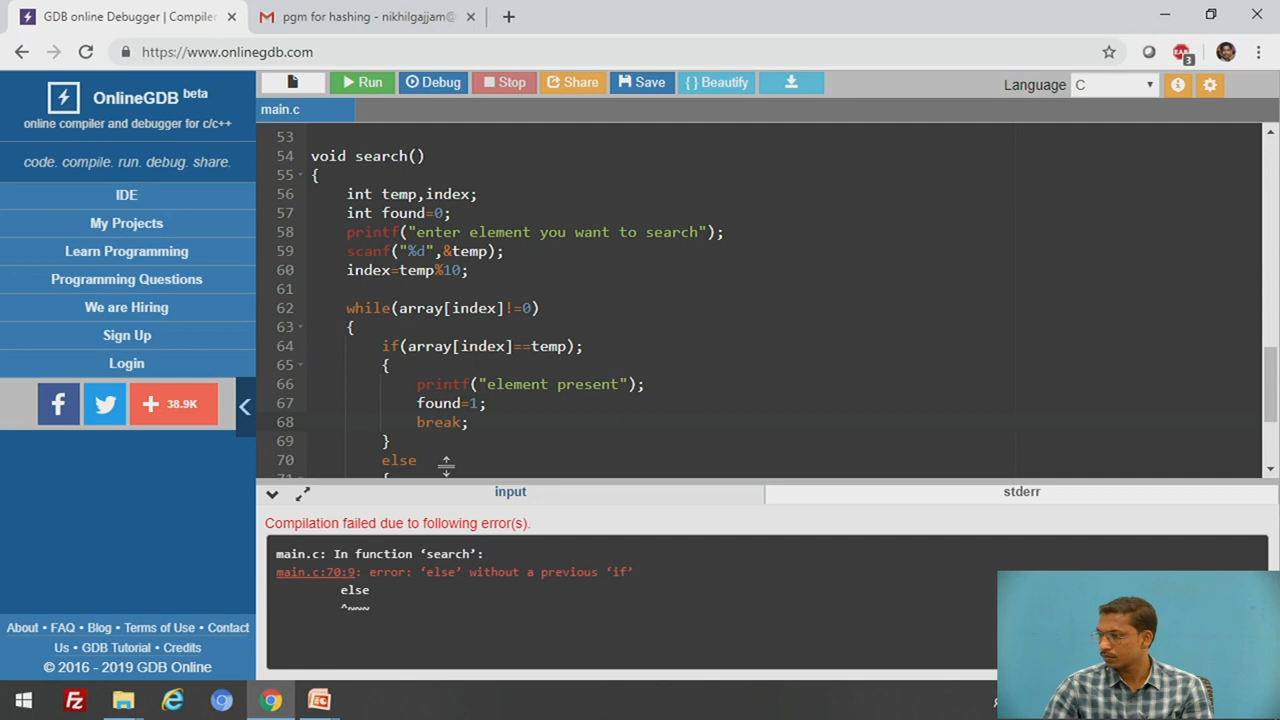 GDB online Debugger | Compiler
pgm for hashing - nikhilgajjam@
https://www.onlinegdb.com
3
OnlineGDB beta
online compiler and debugger for c/c++
code. compile. run. debug. share.
IDE
My Projects
Learn Programming
Programming Questions
We are Hiring
Sign Up
Login
38.9K
About • FAQ • Blog • Terms of Use • Contact
Us • GDB Tutorial • Credits
© 2016 - 2019 GDB Online
Run Debug Stop Share Save { } Beautify
Language C
main.c
53
54 void search()
55 {
56 int temp,index;
57 int found=0;
58 printf("enter element you want to search");
59 scanf("%d",&temp);
60 index=temp%10;
61
62 while(array[index]!=0)
63 {
64 if(array[index]==temp);
65 {
66 printf("element present");
67 found=1;
68 break;
69 }
70 else
71 {
input
stderr
Compilation failed due to following error(s).
main.c: In function ‘search’:
main.c:70:9: error: ‘else’ without a previous ‘if’
else
^~~~